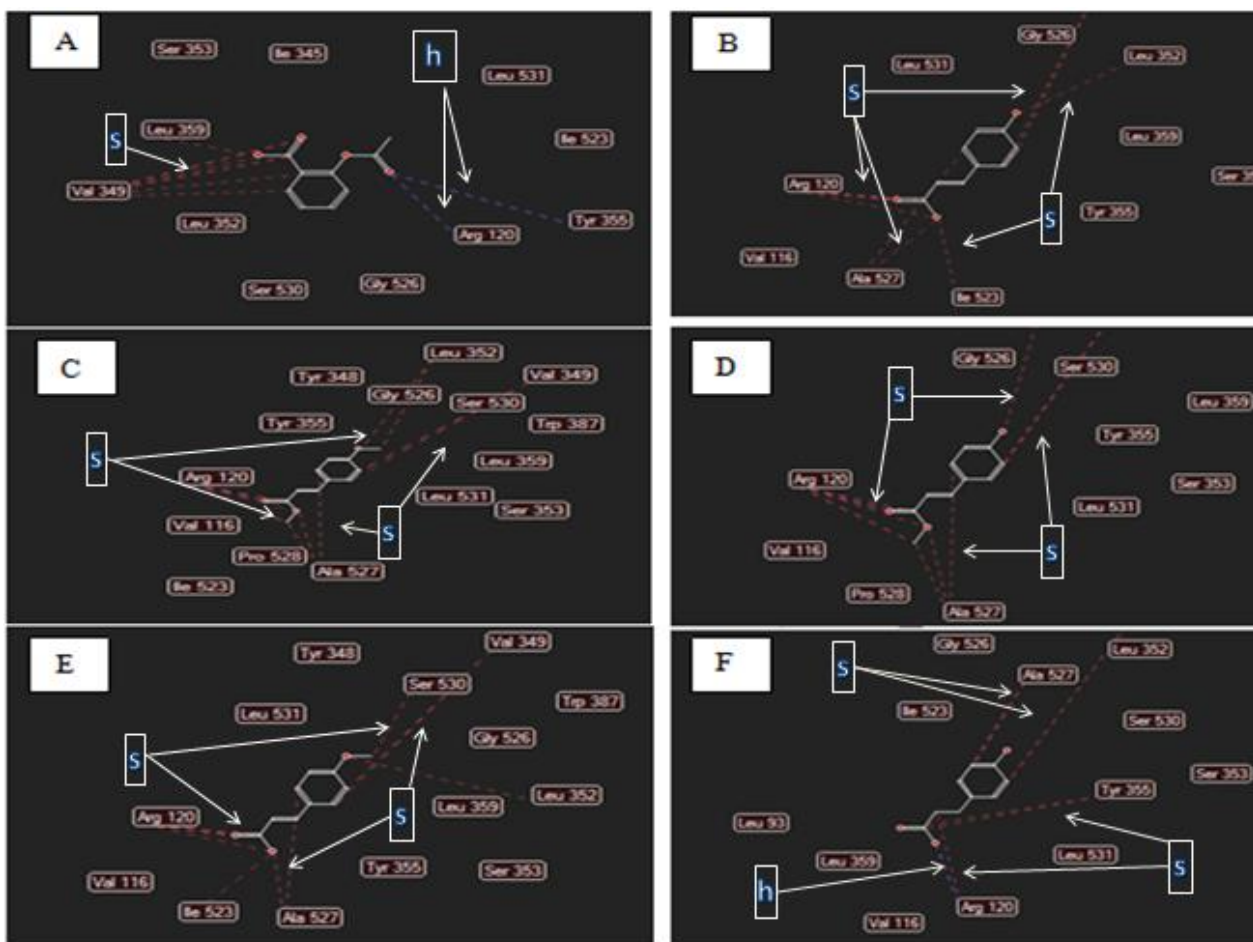 A
Ser 353
Ile 345
h
Leu 531
S
Leu 359
Ile 523
Val 349
Leu 352
Tyr 355
Arg 120
Ser 530
Gly 526
B
Gly 526
Leu 531
Leu 352
S
Leu 359
Arg 120
Tyr 355
S
Val 116
Ala 527
Ile 523
C
Leu 352
Tyr 348
Val 349
Gly 526
Ser 530
Tyr 355
Trp 387
S
Leu 359
Arg 120
Leu 531
Ser 353
Val 116
S
Pro 528
Ala 527
Ile 523
D
Gly 526
Ser 530
S
Leu 359
Tyr 355
Arg 120
Ser 353
Leu 531
Val 116
S
Pro 528
Ala 527
E
Tyr 348
Val 349
Ser 530
Trp 387
Leu 531
Gly 526
S
Leu 352
Leu 359
S
Arg 120
Tyr 355
Ser 353
Val 116
Ile 523
Ala 527
F
Gly 526
Leu 352
S
Ala 527
Ile 523
Ser 530
Ser 353
Tyr 355
Leu 93
Leu 359
Leu 531
S
h
Arg 120
Val 116